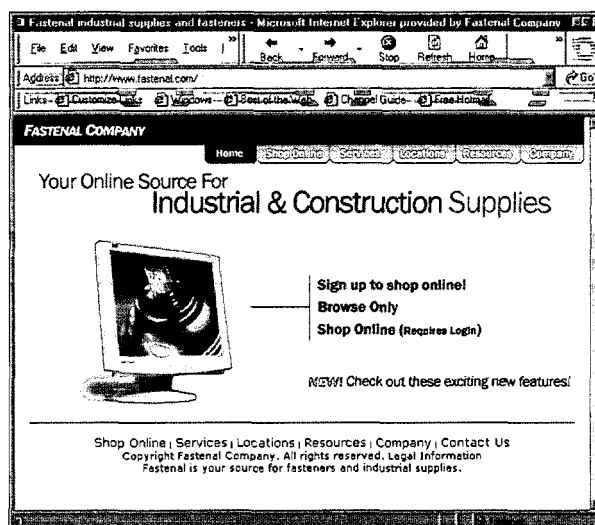 Fastenal industrial supplies and fasteners - Microsoft Internet Explorer provided by Fastenal Company
File Edit View Favorites Tools »
Back Forward Stop Refresh Home »
Address http://www.fastenal.com/ Go
Links Customize Links Windows Best of the Web Channel Guide Free Hotmail
FASTENAL COMPANY
Home Shop Online Services Locations Resources Company
Your Online Source For
Industrial & Construction Supplies
Sign up to shop online!
Browse Only
Shop Online (Requires Login)
NEW! Check out these exciting new features!
Shop Online | Services | Locations | Resources | Company | Contact Us
Copyright Fastenal Company. All rights reserved. Legal Information
Fastenal is your source for fasteners and industrial supplies.